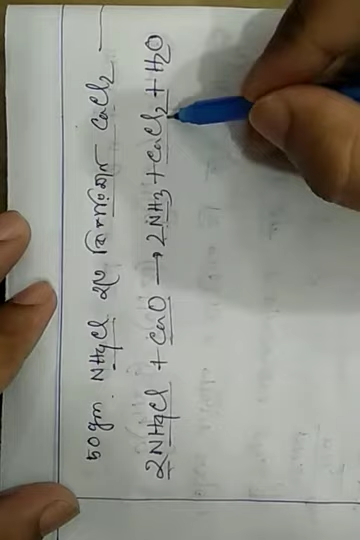 50 gm. NH4Cl এর CaCl2
2NH4Cl + CaO → 2NH3 + CaCl2 + H2O